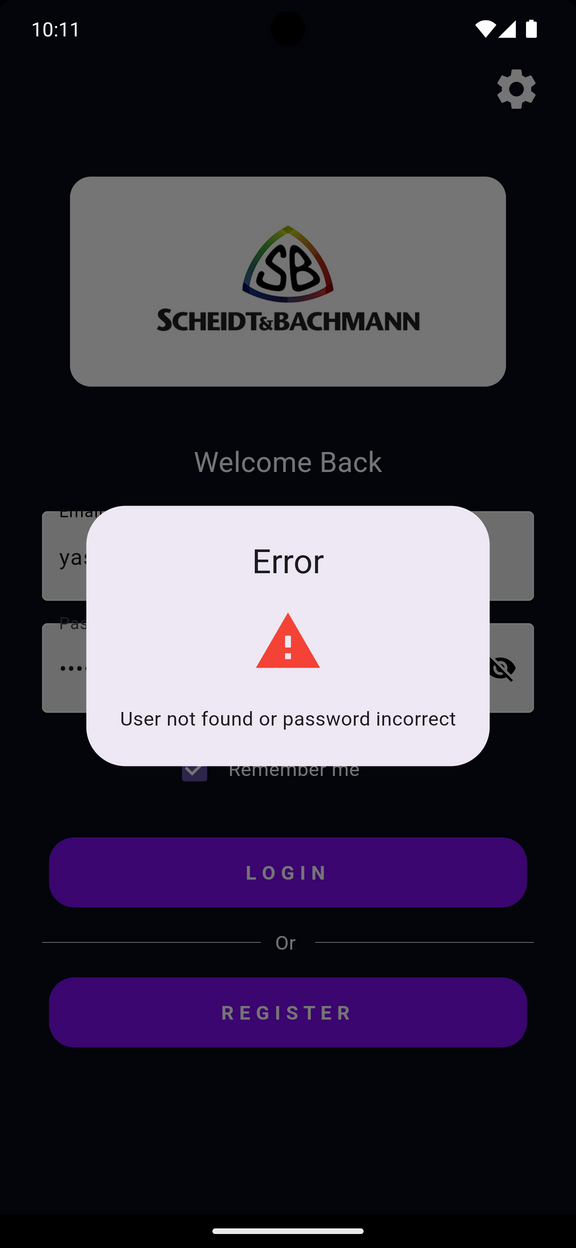 10:11
SB
SCHEIDT&BACHMANN
Welcome Back
Error
User not found or password incorrect
Remember me
LOGIN
Or
REGISTER